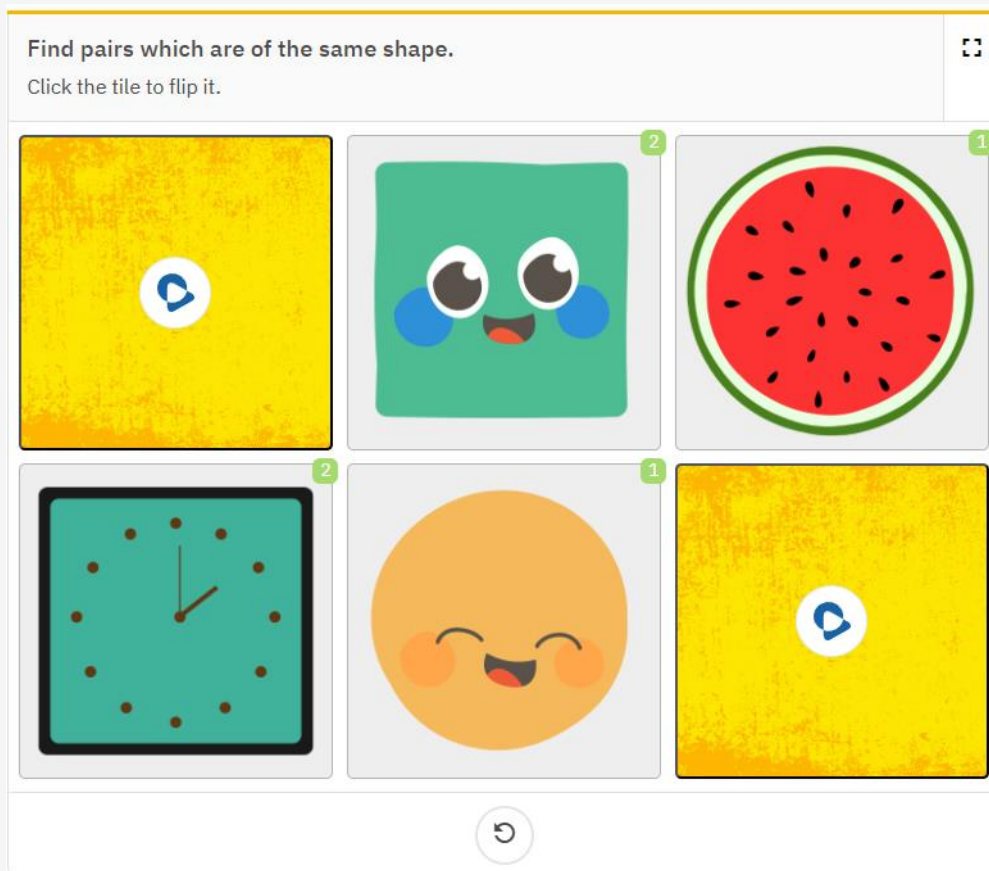 Find pairs which are of the same shape.
Click the tile to flip it.
2
1
2
1